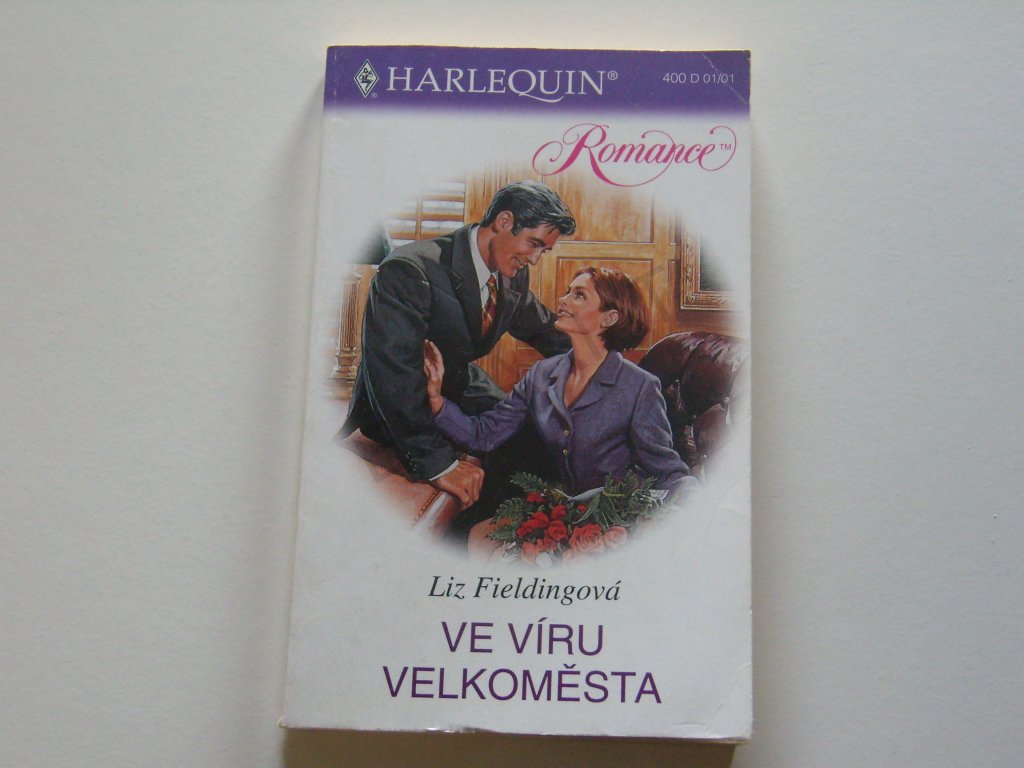 HARLEQUIN®
400 D 01/01
Romance™
Liz Fieldingová
VE VÍRU
VELKOMĚSTA